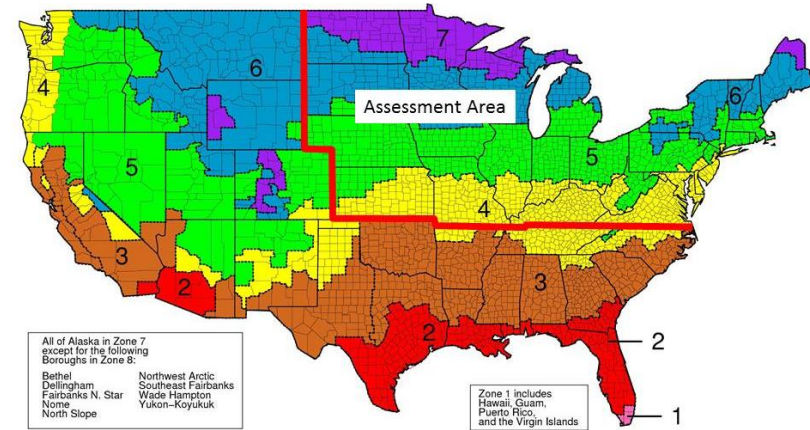 7
4
6
Assessment Area
6
5
5
4
3
3
2
2
2
1
All of Alaska in Zone 7
except for the following
Boroughs in Zone 8:
Bethel Northwest Arctic
Dellingham Southeast Fairbanks
Fairbanks N. Star Wade Hampton
Nome Yukon-Koyukuk
North Slope
Zone 1 includes
Hawaii, Guam,
Puerto Rico,
and the Virgin Islands